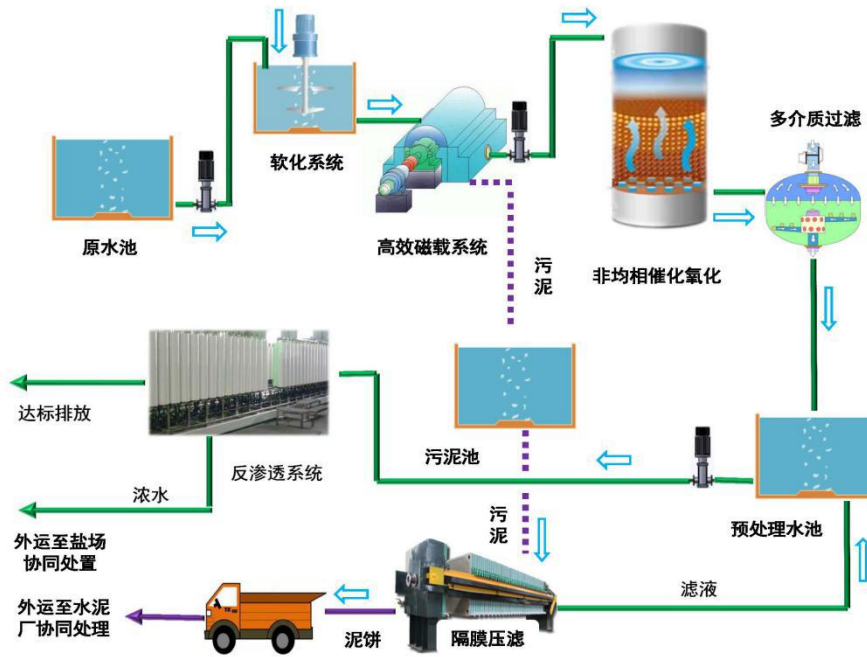 软化系统
多介质过滤
原水池
高效磁载系统
非均相催化氧化
污
泥
达标排放
反渗透系统
污泥池
浓水
预处理水池
外运至盐场
协同处置
污
泥
滤液
外运至水泥
厂协同处理
泥饼
隔膜压滤